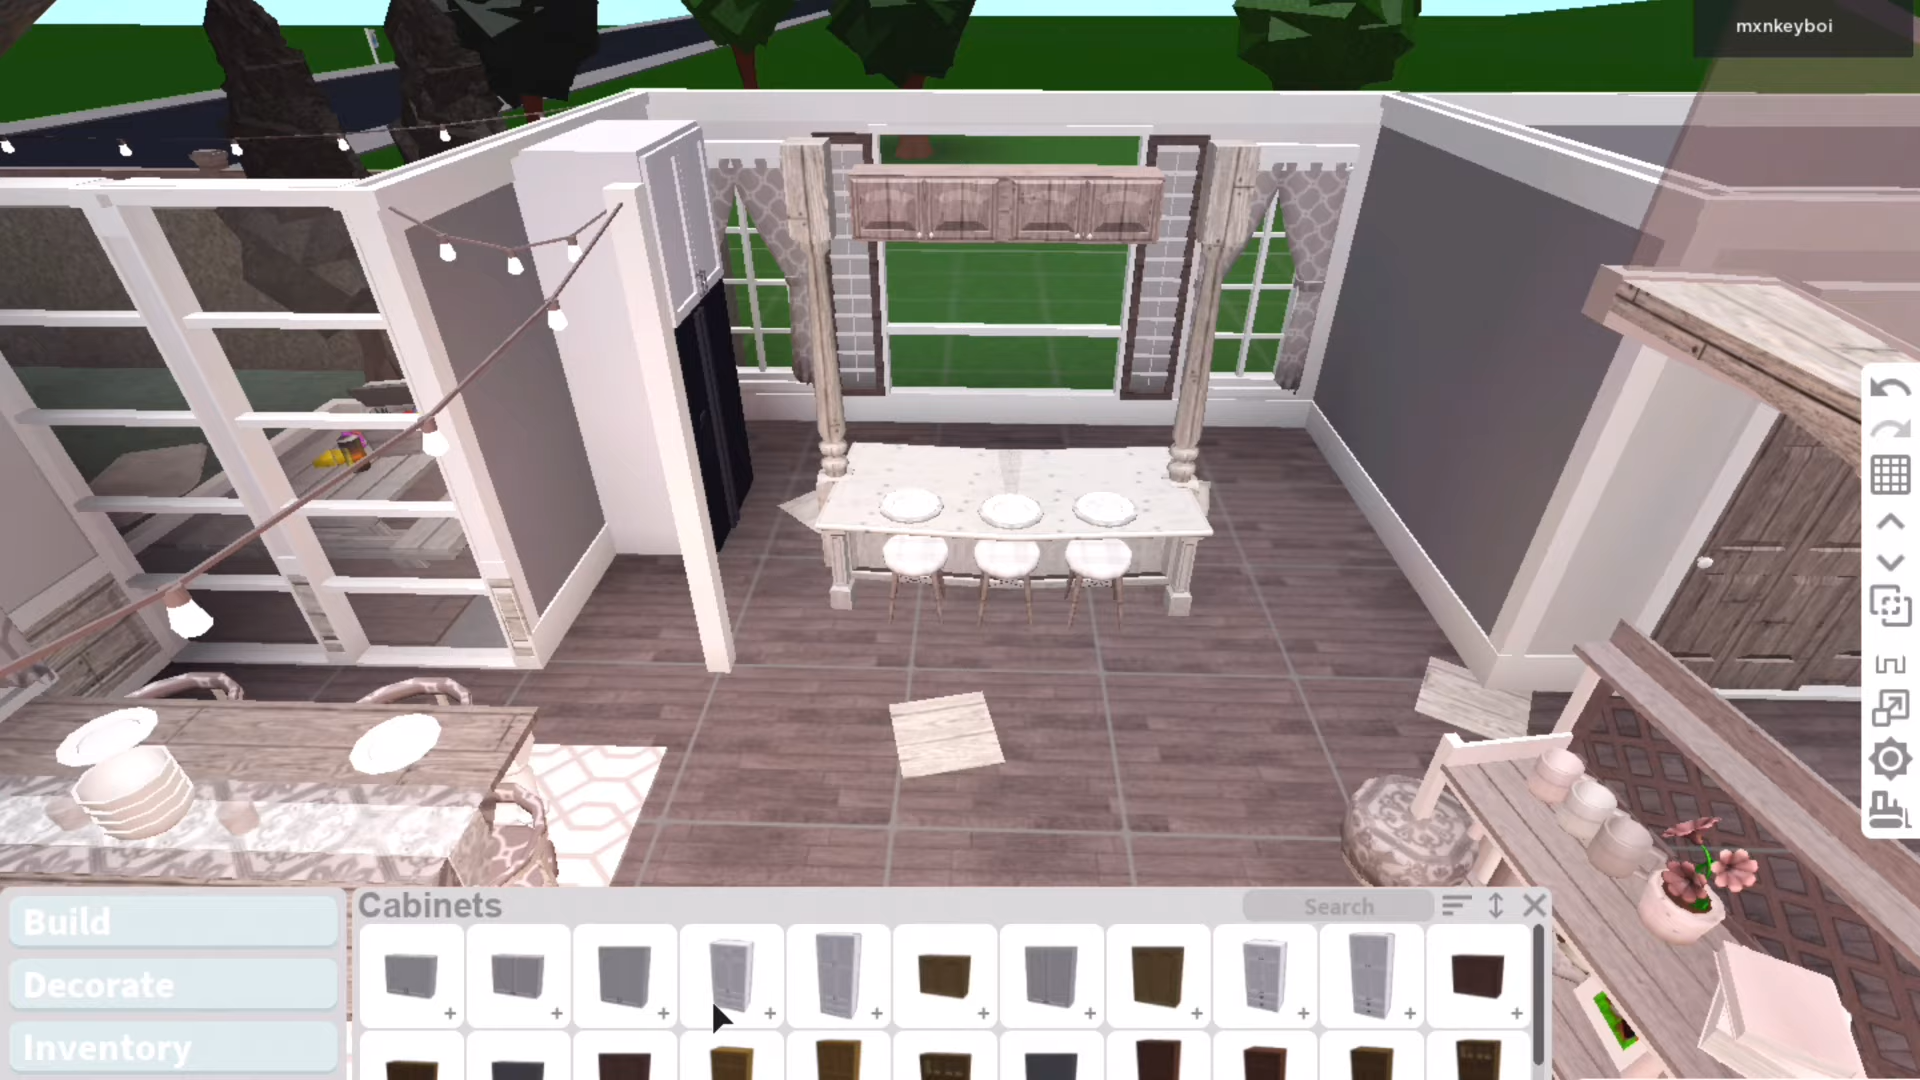 mxnkeyboi
Build
Decorate
Inventory
Cabinets
Search